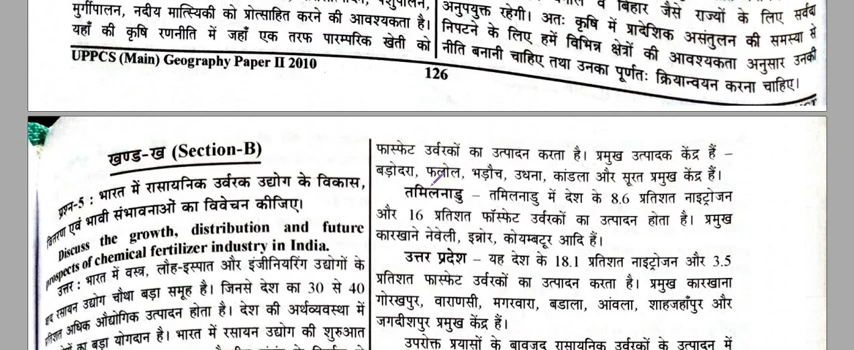 मुर्गीपालन, नदीय मात्स्यिकी को प्रोत्साहित करने की आवश्यकता है।
यहाँ की कृषि रणनीति में जहाँ एक तरफ पारम्परिक खेती को
व बिहार जैसे राज्यों के लिए सर्वदा
अनुपयुक्त रहेगी। अतः कृषि में प्रादेशिक असंतुलन की समस्या से
निपटने के लिए हमें विभिन्न क्षेत्रों की आवश्यकता अनुसार उनकी
नीति बनानी चाहिए तथा उनका पूर्णतः क्रियान्वयन करना चाहिए।
UPPCS (Main) Geography Paper II 2010
126
खण्ड-ख (Section-B)
प्रश्न-5 : भारत में रासायनिक उर्वरक उद्योग के विकास,
वितरण एवं भावी संभावनाओं का विवेचन कीजिए।
Discuss the growth, distribution and future
prospects of chemical fertilizer industry in India.
उत्तर : भारत में वस्त्र, लौह-इस्पात और इंजीनियरिंग उद्योगों के
बाद रसायन उद्योग चौथा बड़ा समूह है। जिनसे देश का 30 से 40
प्रतिशत अधिक औद्योगिक उत्पादन होता है। देश की अर्थव्यवस्था में
का बड़ा योगदान है। भारत में रसायन उद्योग की शुरुआत
फास्फेट उर्वरकों का उत्पादन करता है। प्रमुख उत्पादक केंद्र हैं –
बड़ोदरा, फलोल, भड़ौच, उधना, कांडला और सूरत प्रमुख केंद्र हैं।
तमिलनाडु – तमिलनाडु में देश के 8.6 प्रतिशत नाइट्रोजन
और 16 प्रतिशत फॉस्फेट उर्वरकों का उत्पादन होता है। प्रमुख
कारखाने नेवेली, इन्नोर, कोयम्बटूर आदि हैं।
उत्तर प्रदेश – यह देश के 18.1 प्रतिशत नाइट्रोजन और 3.5
प्रतिशत फास्फेट उर्वरकों का उत्पादन करता है। प्रमुख कारखाना
गोरखपुर, वाराणसी, मगरवारा, बडाला, आंवला, शाहजहाँपुर और
जगदीशपुर प्रमुख केंद्र हैं।
उपरोक्त प्रयासों के बावजूद रासायनिक उर्वरकों के उत्पादन में